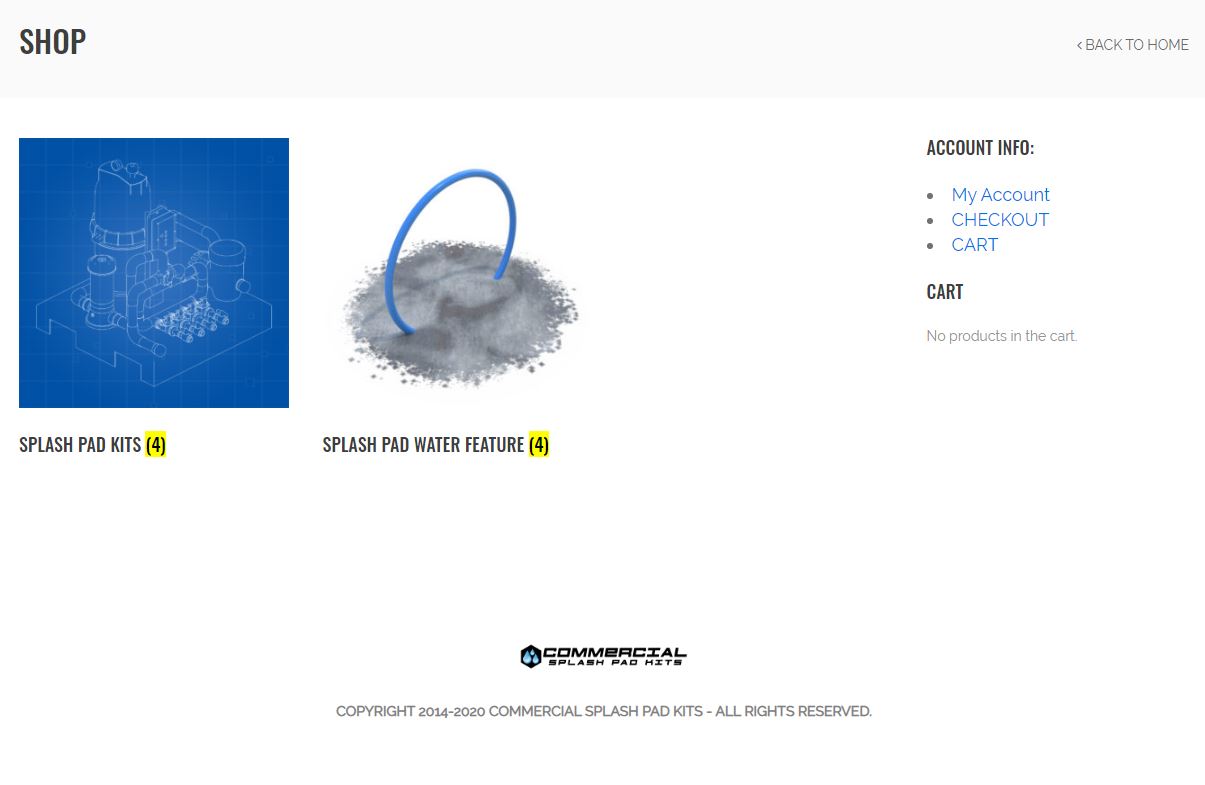 SHOP
BACK TO HOME
SPLASH PAD KITS (4)
SPLASH PAD WATER FEATURE (4)
ACCOUNT INFO:
My Account
CHECKOUT
CART
CART
No products in the cart.
COMMERCIAL
SPLASH PAD KITS
COPYRIGHT 2014-2020 COMMERCIAL SPLASH PAD KITS - ALL RIGHTS RESERVED.